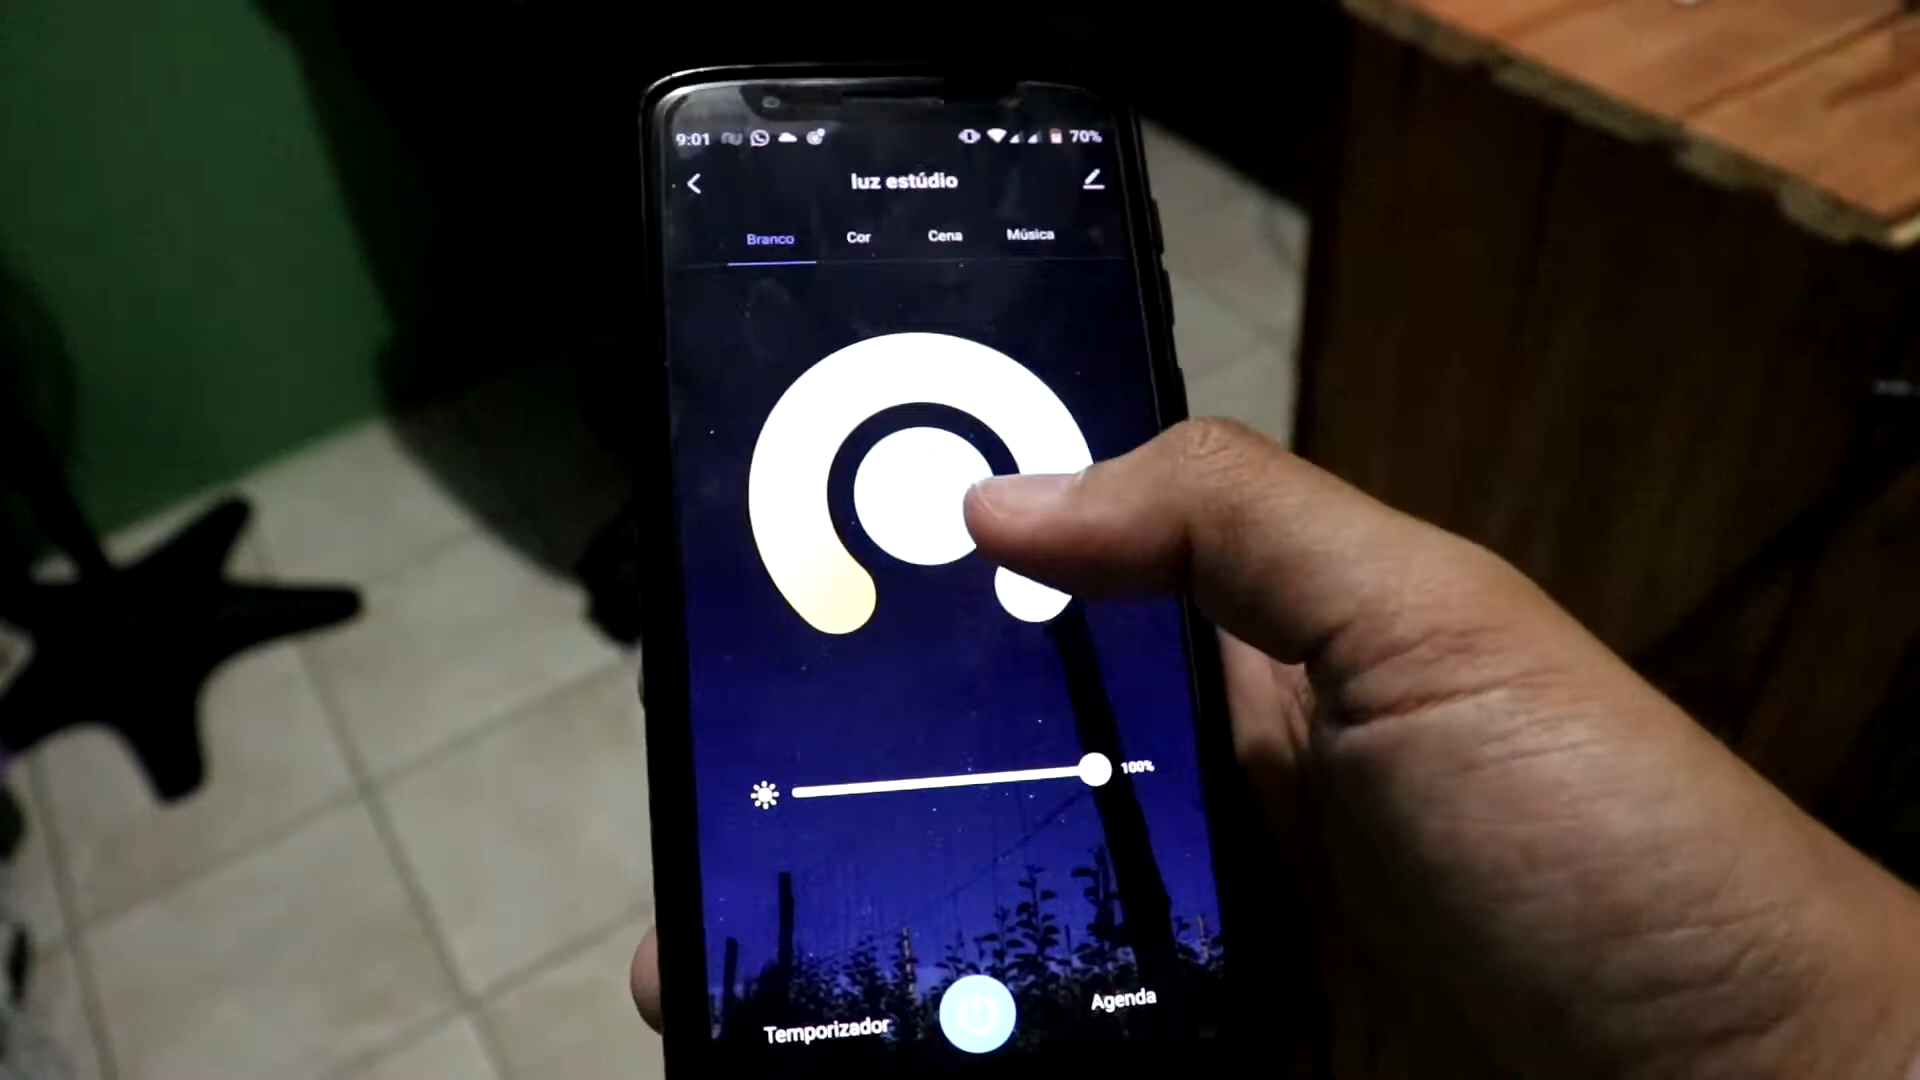 9:01 70%
luz estúdio
Branco Cor Cena Música
100%
Temporizador Agenda